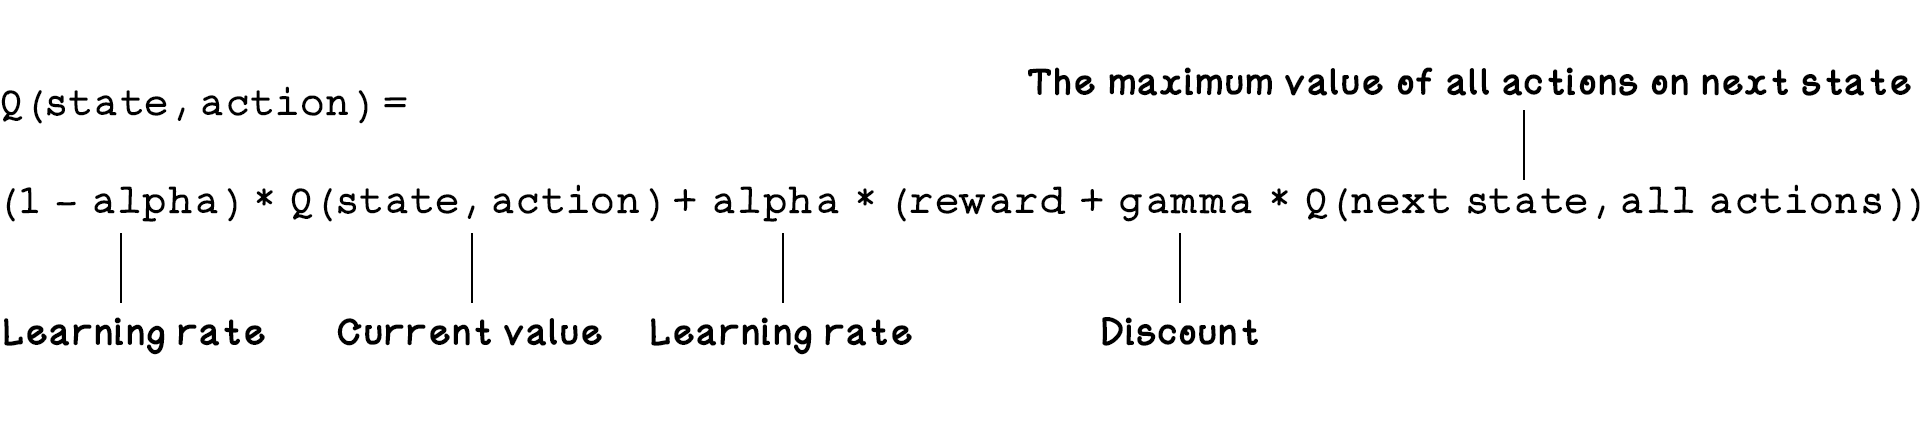 The maximum value of all actions on next state
Q(state, action) =
(1 - alpha) * Q(state, action) + alpha * (reward + gamma * Q(next state, all actions))
Learning rate Current value Learning rate Discount